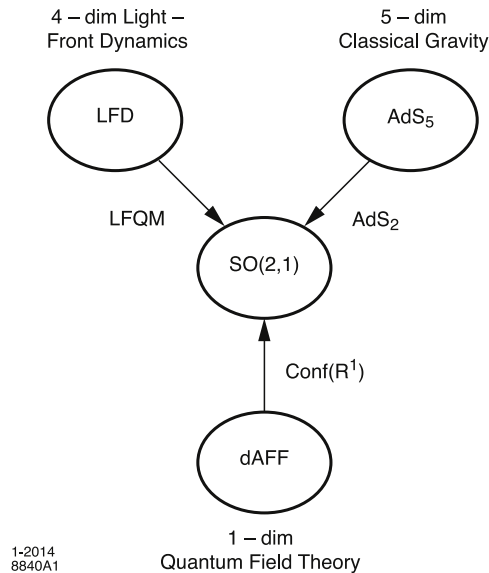 4 – dim Light –
Front Dynamics
5 – dim
Classical Gravity
LFD
AdS5
LFQM
AdS2
SO(2,1)
Conf(R1)
dAFF
1 – dim
Quantum Field Theory
1-2014
8840A1